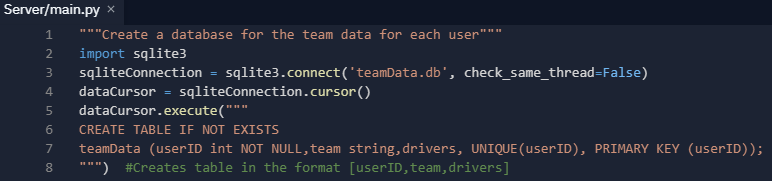 Server/main.py ×
1 """Create a database for the team data for each user"""
2 import sqlite3
3 sqliteConnection = sqlite3.connect('teamData.db', check_same_thread=False)
4 dataCursor = sqliteConnection.cursor()
5 dataCursor.execute("""
6 CREATE TABLE IF NOT EXISTS
7 teamData (userID int NOT NULL,team string,drivers, UNIQUE(userID), PRIMARY KEY (userID));
8 """) #Creates table in the format [userID,team,drivers]